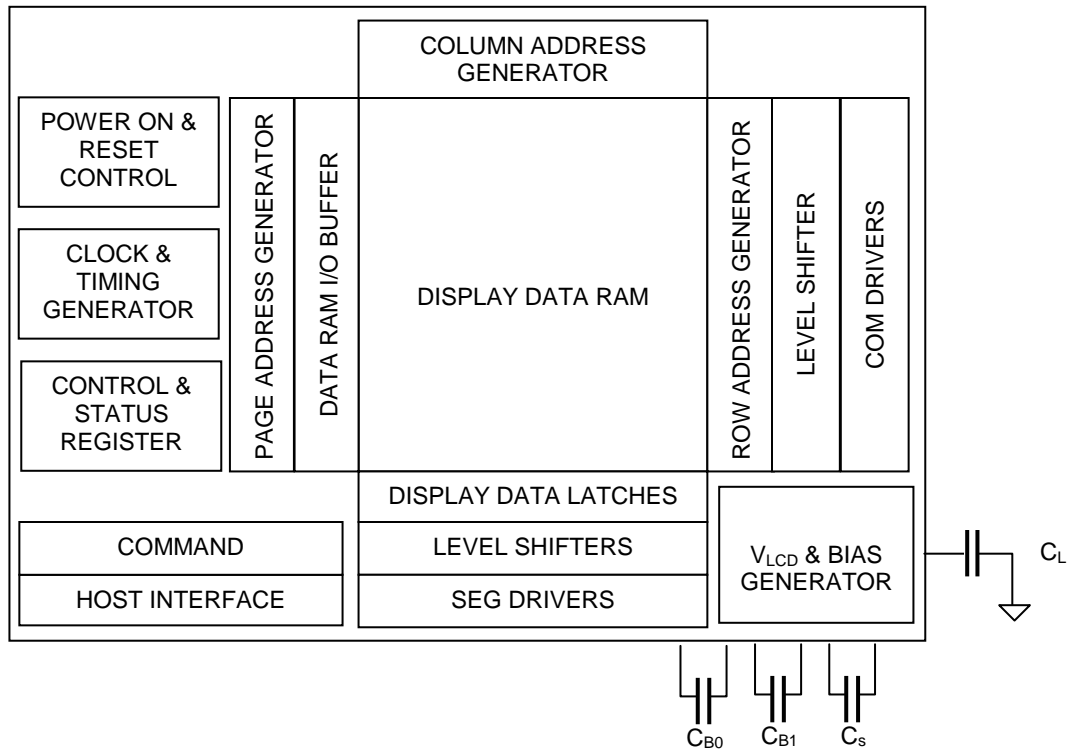 COLUMN ADDRESS
GENERATOR
POWER ON &
RESET
CONTROL
CLOCK &
TIMING
GENERATOR
CONTROL &
STATUS
REGISTER
PAGE ADDRESS GENERATOR
DATA RAM I/O BUFFER
DISPLAY DATA RAM
ROW ADDRESS GENERATOR
LEVEL SHIFTER
COM DRIVERS
DISPLAY DATA LATCHES
COMMAND
LEVEL SHIFTERS
HOST INTERFACE
SEG DRIVERS
VLCD & BIAS
GENERATOR
CL
CB0
CB1
Cs